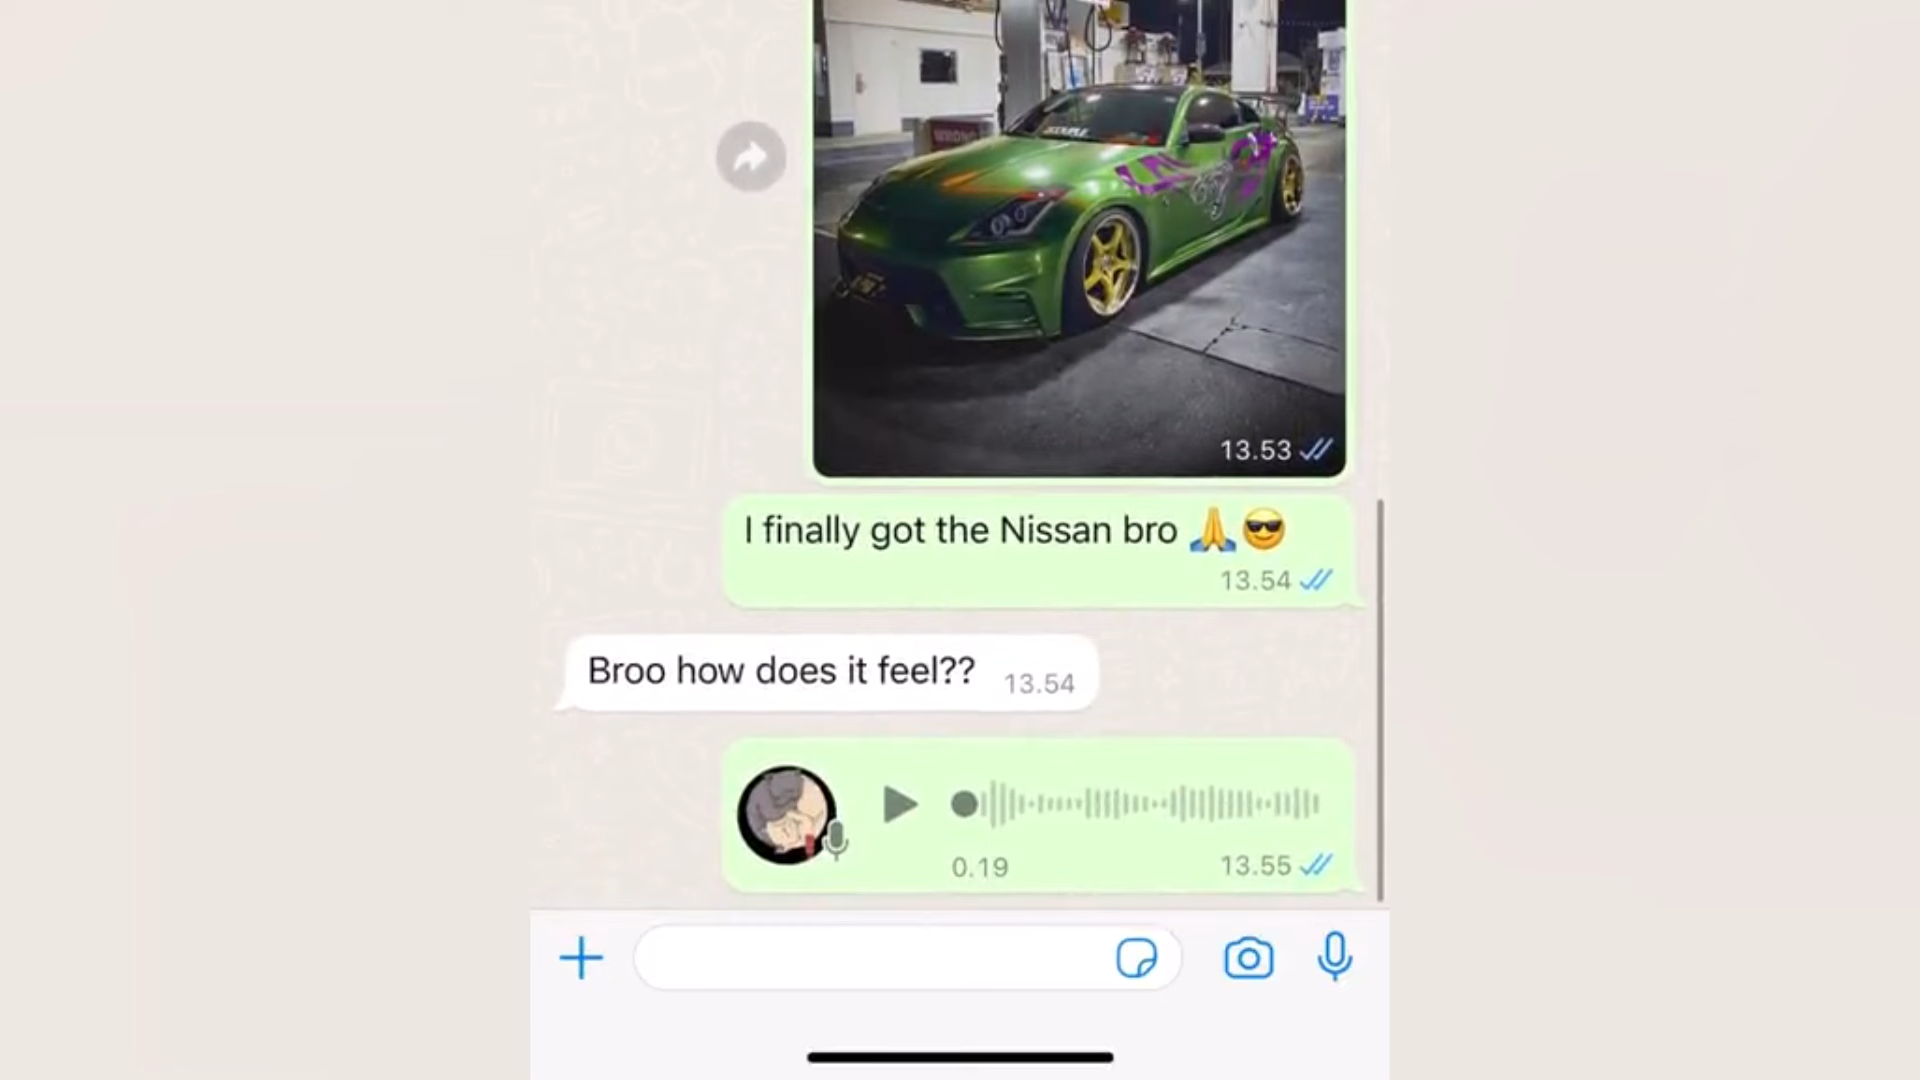 WRONG
13.53
I finally got the Nissan bro 🙏😎
13.54
Broo how does it feel??
13.54
0.19
13.55